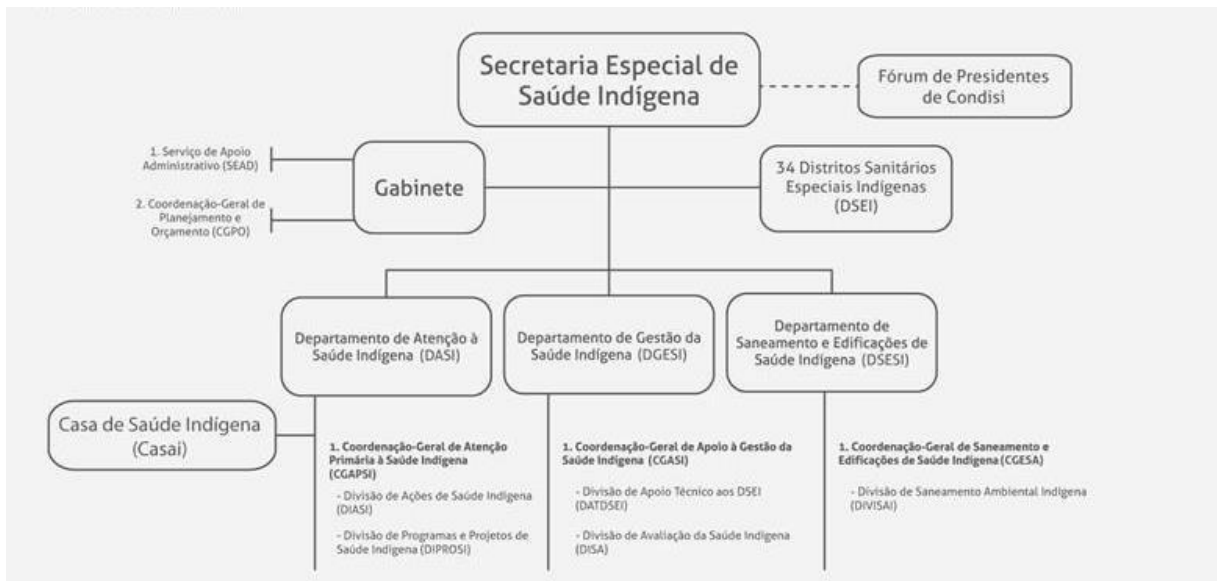 Secretaria Especial de
Saúde Indígena
Fórum de Presidentes
de Condisi
1. Serviço de Apoio
Administrativo (SEAD)
Gabinete
2. Coordenação-Geral de
Planejamento e
Orçamento (CGPO)
34 Distritos Sanitários
Especiais Indígenas
(DSEI)
Departamento de Atenção à
Saúde Indígena (DASI)
Departamento de Gestão da
Saúde Indígena (DGESI)
Departamento de
Saneamento e Edificações de
Saúde Indígena (DSESI)
Casa de Saúde Indígena
(Casai)
1. Coordenação-Geral de Atenção
Primária à Saúde Indígena
(CGAPSI)
- Divisão de Ações de Saúde Indígena
(DIASI)
- Divisão de Programas e Projetos de
Saúde Indígena (DIPROSI)
1. Coordenação-Geral de Apoio à Gestão da
Saúde Indígena (CGASI)
- Divisão de Apoio Técnico aos DSEI
(DATDSEI)
- Divisão de Avaliação da Saúde Indígena
(DISA)
1. Coordenação-Geral de Saneamento e
Edificações de Saúde Indígena (CGESA)
- Divisão de Saneamento Ambiental Indígena
(DIVISAI)